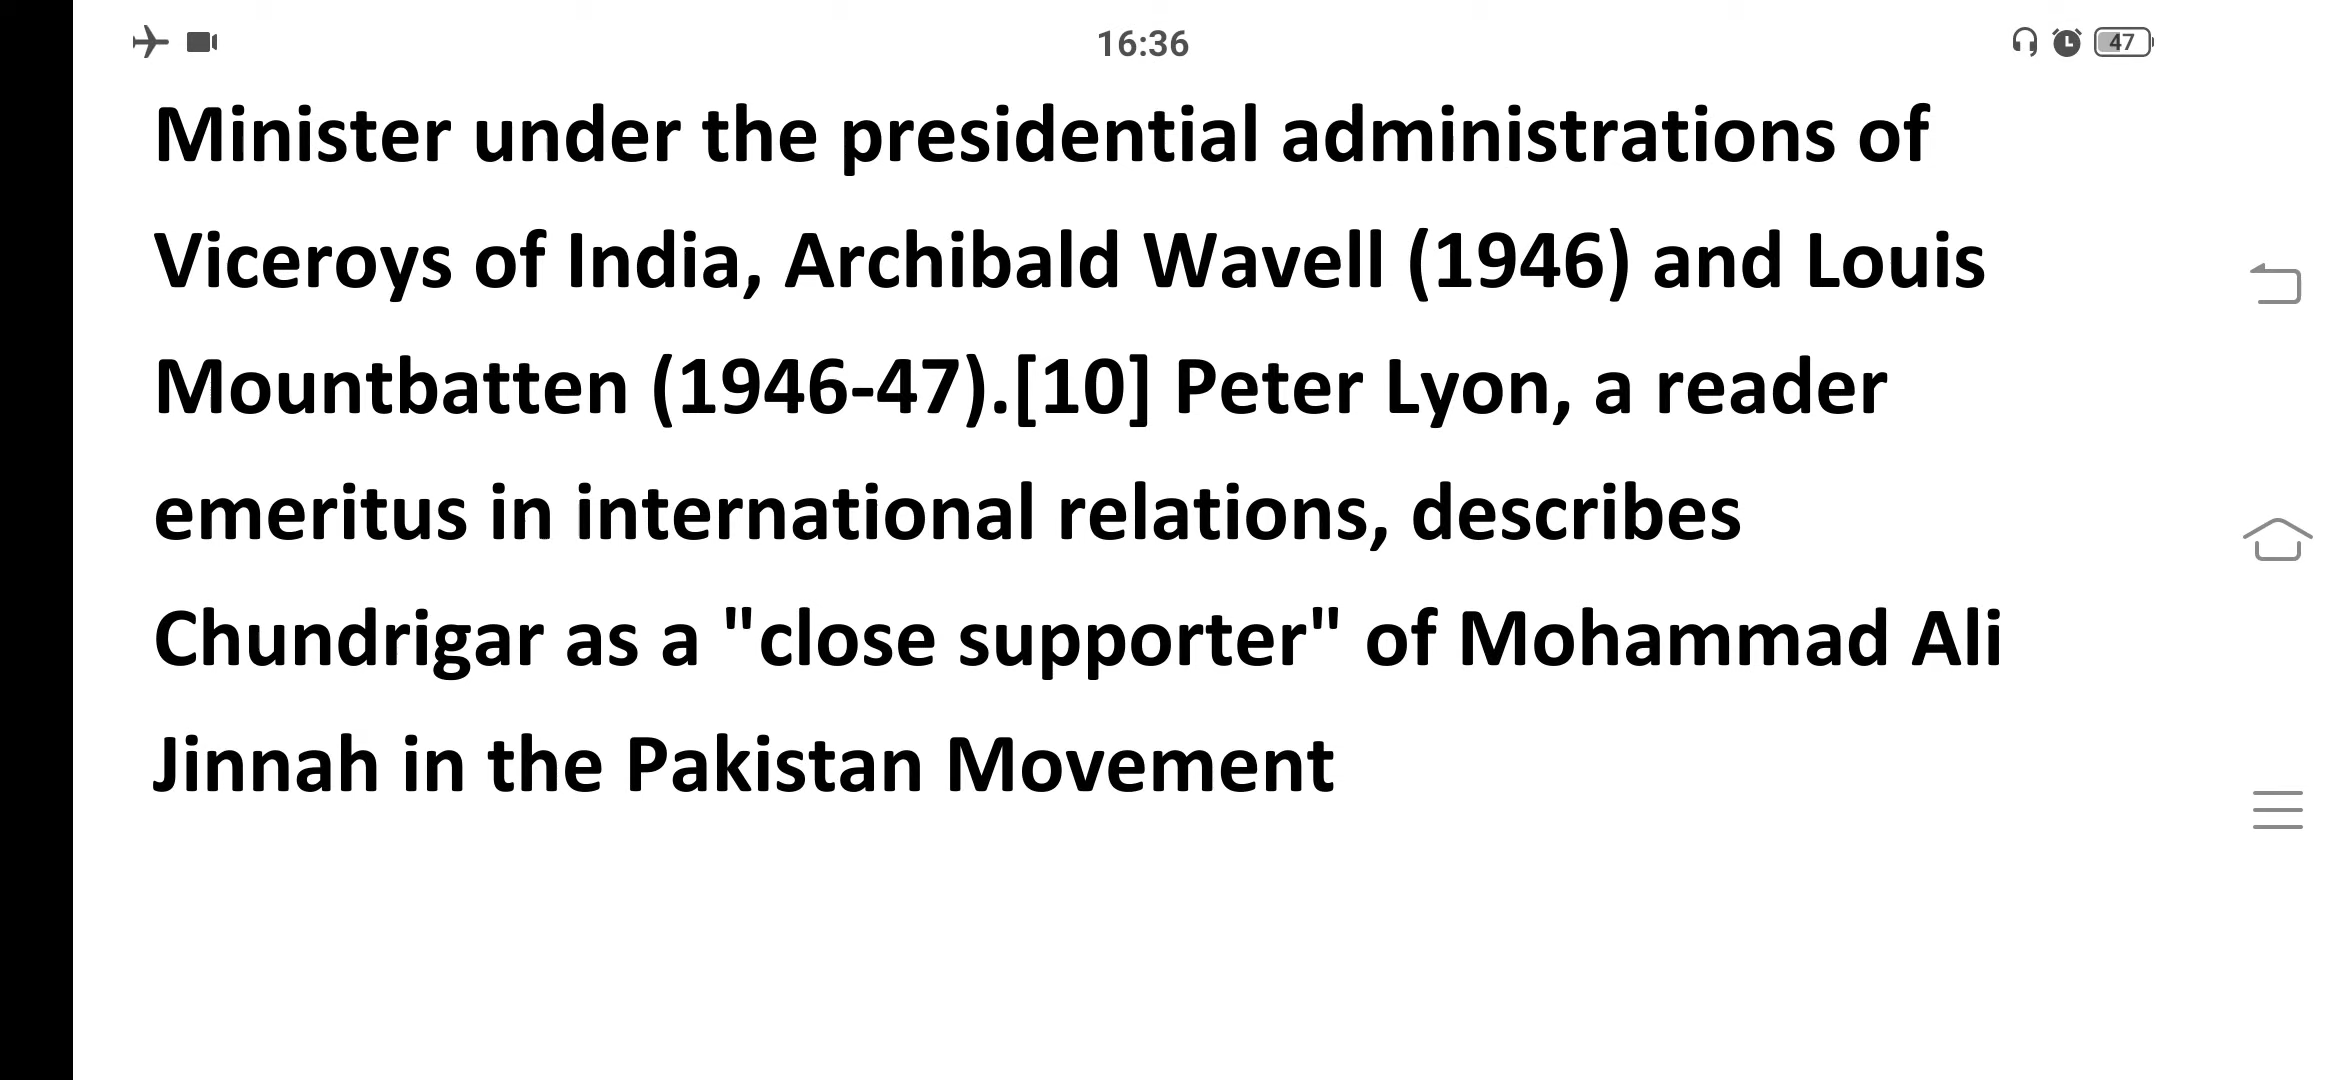 16:36
47
Minister under the presidential administrations of
Viceroys of India, Archibald Wavell (1946) and Louis
Mountbatten (1946-47).[10] Peter Lyon, a reader
emeritus in international relations, describes
Chundrigar as a "close supporter" of Mohammad Ali
Jinnah in the Pakistan Movement